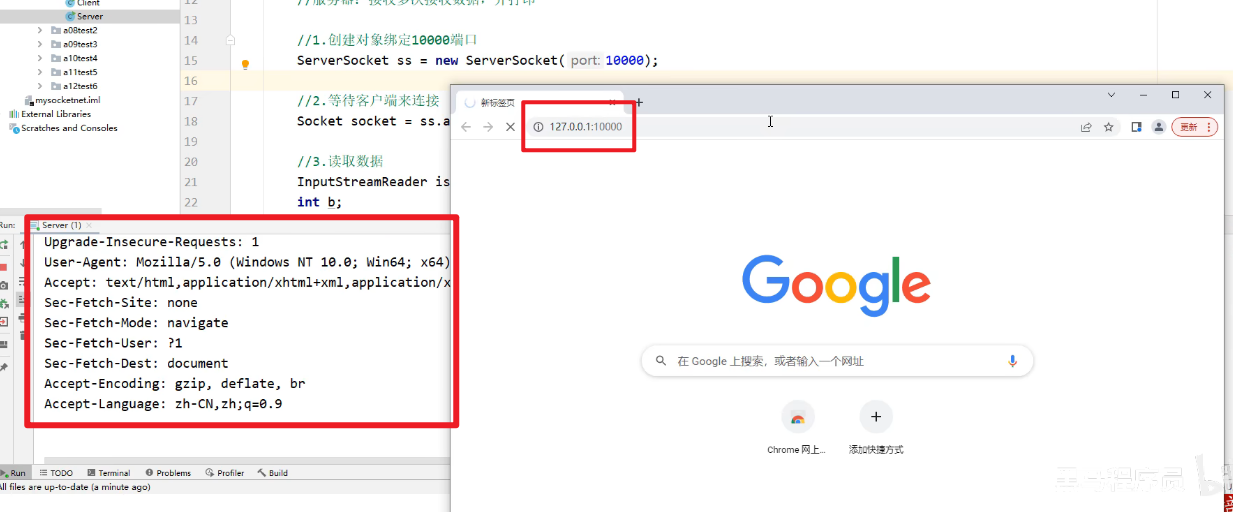 Client
Server
a08test2
a09test3
a10test4
a11test5
a12test6
mysocketnet.iml
External Libraries
Scratches and Consoles
12 //服务器：接收多次接收数据，并打印
13
14 //1.创建对象绑定10000端口
15 ServerSocket ss = new ServerSocket( port: 10000);
16
17 //2.等待客户端来连接
18 Socket socket = ss.a
19
20 //3.读取数据
21 InputStreamReader is
22 int b;
新标签页
127.0.0.1:10000
更新
Google
在 Google 上搜索，或者输入一个网址
Chrome 网上...
添加快捷方式
Run: Server (1)
Upgrade-Insecure-Requests: 1
User-Agent: Mozilla/5.0 (Windows NT 10.0; Win64; x64)
Accept: text/html,application/xhtml+xml,application/x
Sec-Fetch-Site: none
Sec-Fetch-Mode: navigate
Sec-Fetch-User: ?1
Sec-Fetch-Dest: document
Accept-Encoding: gzip, deflate, br
Accept-Language: zh-CN,zh;q=0.9
Run TODO Terminal Problems Profiler Build
All files are up-to-date (a minute ago)